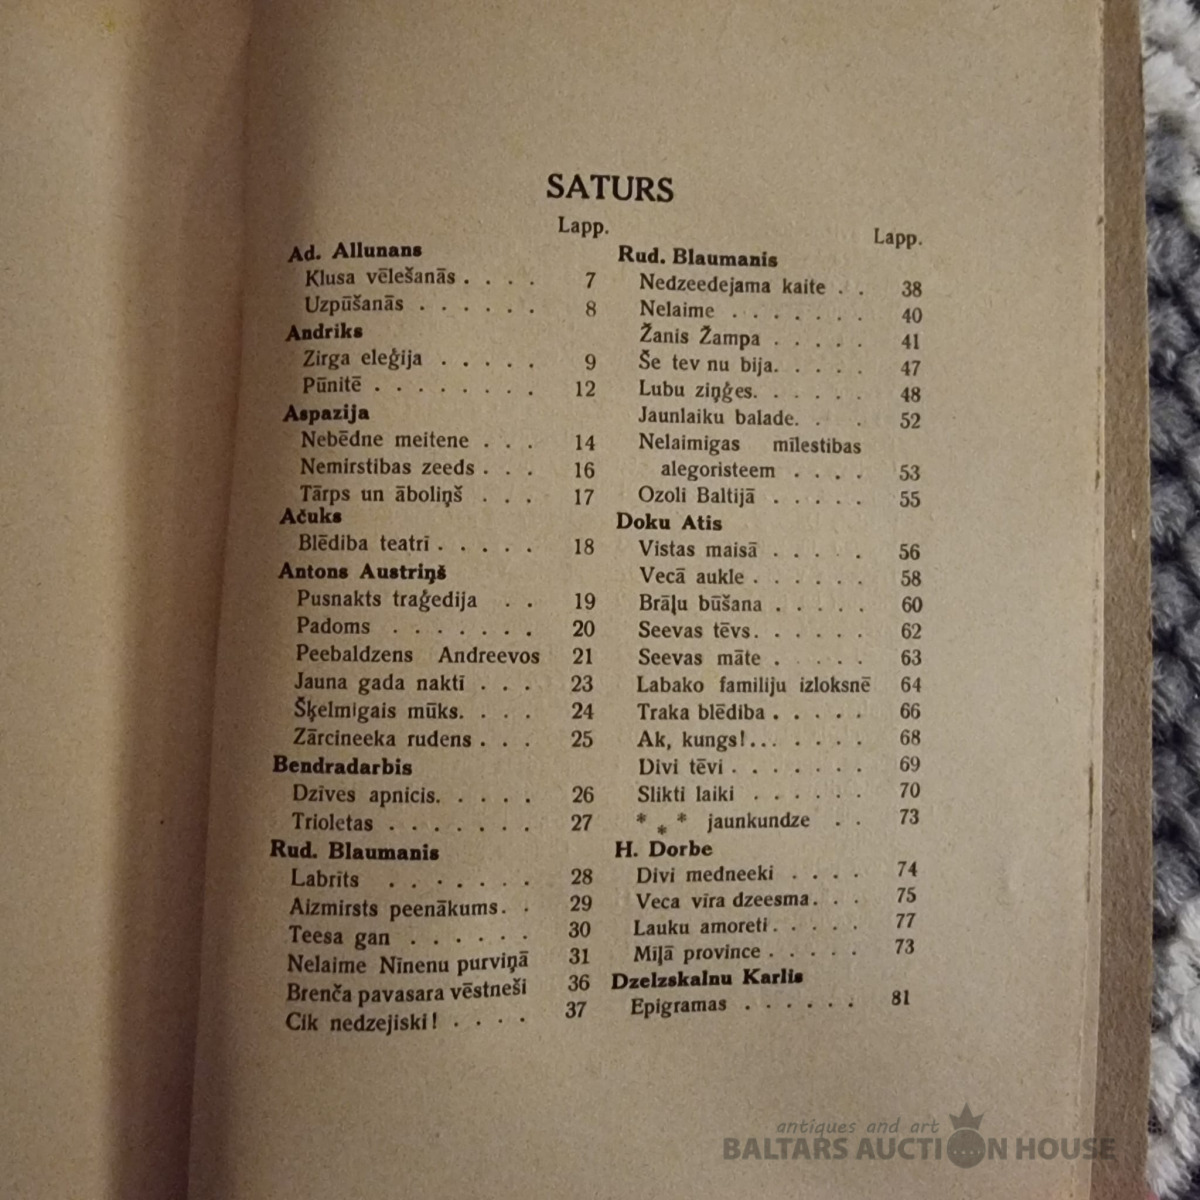 SATURS
Lapp.
Ad. Allunans
Klusa vēlešanās . . . . 7
Uzpūšanās . . . . . . 8
Andriks
Zirga eleģija . . . . . 9
Pūnitē . . . . . . . . 12
Aspazija
Nebēdne meitene . . . 14
Nemirstibas zeeds . . . 16
Tārps un āboliņš . . . 17
Ačuks
Blēdiba teatrī . . . . . 18
Antons Austriņš
Pusnakts traģedija . . 19
Padoms . . . . . . . 20
Peebaldzens Andreevos 21
Jauna gada naktī . . . 23
Šķelmigais mūks. . . . 24
Zārcineeka rudens . . . 25
Bendradarbis
Dzīves apnicis. . . . . 26
Trioletas . . . . . . . 27
Rud. Blaumanis
Labrīts . . . . . . . 28
Aizmirsts peenākums. . 29
Teesa gan . . . . . . 30
Nelaime Nīnenu purviņā 31
Brenča pavasara vēstneši 36
Cik nedzejiski! . . . . 37
Lapp.
Rud. Blaumanis
Nedzeedejama kaite . . 38
Nelaime . . . . . . . 40
Žanis Žampa . . . . . 41
Še tev nu bija. . . . . 47
Lubu ziņģes. . . . . . 48
Jaunlaiku balade. . . 52
Nelaimigas mīlestibas
alegoristeem . . . . 53
Ozoli Baltijā . . . . . 55
Doku Atis
Vistas maisā . . . . . 56
Vecā aukle . . . . . . 58
Brāļu būšana . . . . . 60
Seevas tēvs. . . . . . 62
Seevas māte . . . . . 63
Labako familiju izloksnē 64
Traka blēdiba . . . . . 66
Ak, kungs!... . . . . 68
Divi tēvi . . . . . . . 69
Slikti laiki . . . . . . 70
* * * jaunkundze . . 73
H. Dorbe
Divi medneeki . . . . 74
Veca vīra dzeesma. . . 75
Lauku amoreti . . . . . 77
Miļā province . . . . . 73
Dzelzskalnu Karlis
Epigramas . . . . . . 81
antiques and art
BALTARS AUCTION HOUSE